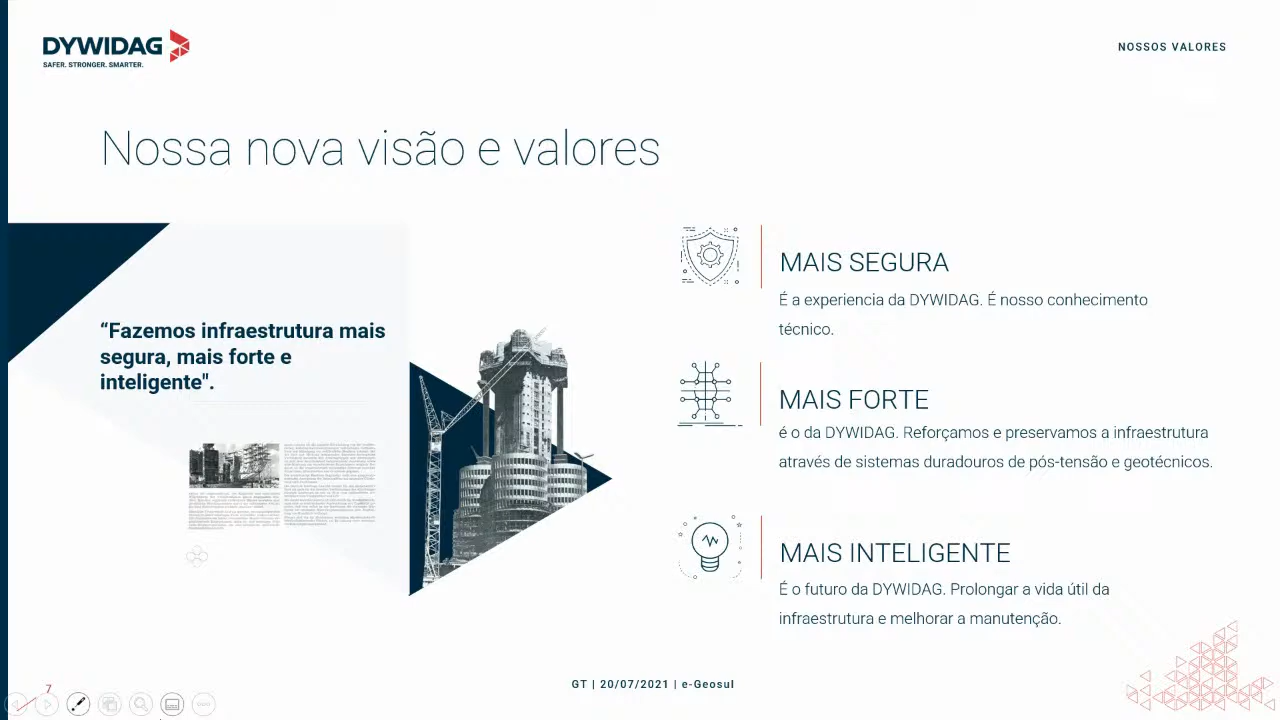 DYWIDAG
SAFER. STRONGER. SMARTER.
NOSSOS VALORES
Nossa nova visão e valores
“Fazemos infraestrutura mais
segura, mais forte e
inteligente".
MAIS SEGURA
É a experiencia da DYWIDAG. É nosso conhecimento
técnico.
MAIS FORTE
é o da DYWIDAG. Reforçamos e preservamos a infraestrutura
através de sistemas duradouros de pós-tensão e geotécnicos.
MAIS INTELIGENTE
É o futuro da DYWIDAG. Prolongar a vida útil da
infraestrutura e melhorar a manutenção.
GT | 20/07/2021 | e-Geosul
7